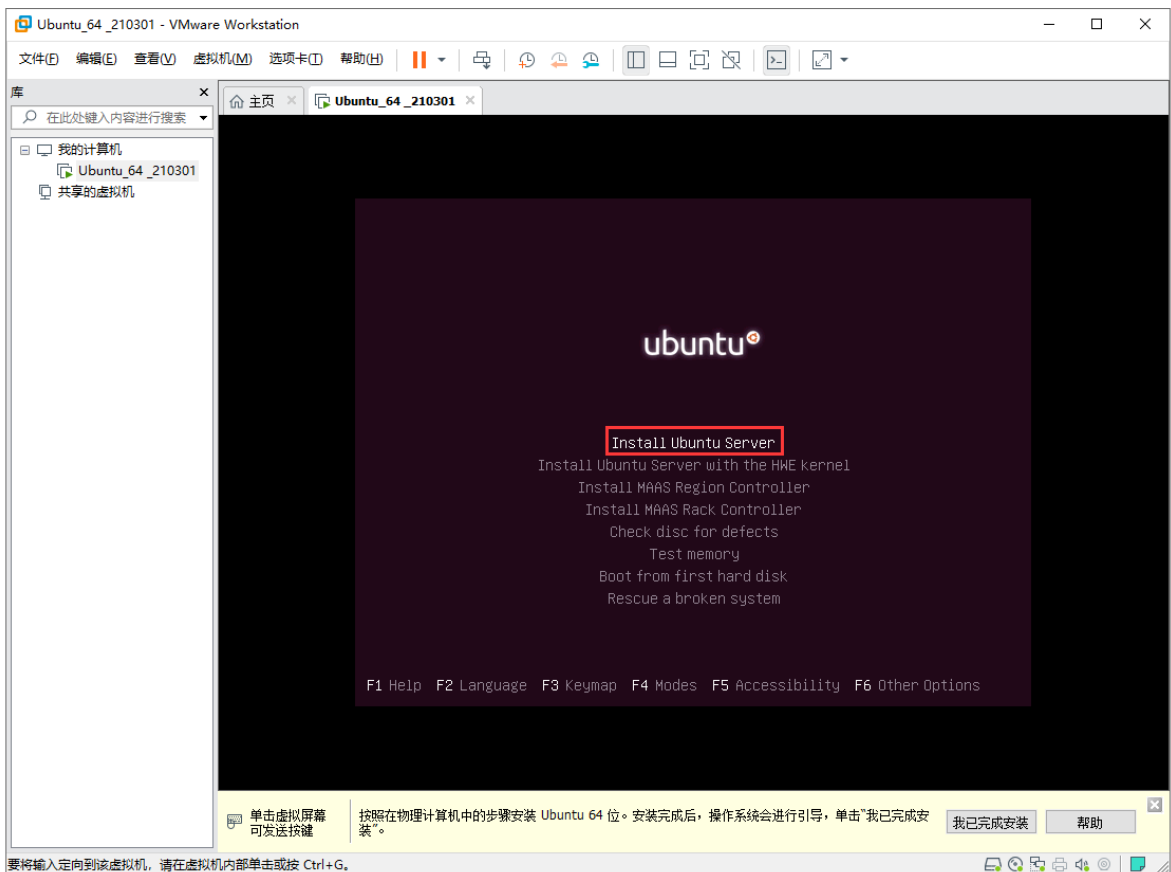 Ubuntu_64 _210301 - VMware Workstation
文件(F) 编辑(E) 查看(V) 虚拟机(M) 选项卡(T) 帮助(H)
库
主页 Ubuntu_64 _210301
在此处键入内容进行搜索
我的计算机
Ubuntu_64 _210301
共享的虚拟机
ubuntu
Install Ubuntu Server
Install Ubuntu Server with the HWE kernel
Install MAAS Region Controller
Install MAAS Rack Controller
Check disc for defects
Test memory
Boot from first hard disk
Rescue a broken system
F1 Help F2 Language F3 Keymap F4 Modes F5 Accessibility F6 Other Options
单击虚拟屏幕
可发送按键
按照在物理计算机中的步骤安装 Ubuntu 64 位。安装完成后，操作系统会进行引导，单击"我已完成安
装"。
我已完成安装
帮助
要将输入定向到该虚拟机，请在虚拟机内部单击或按 Ctrl+G。